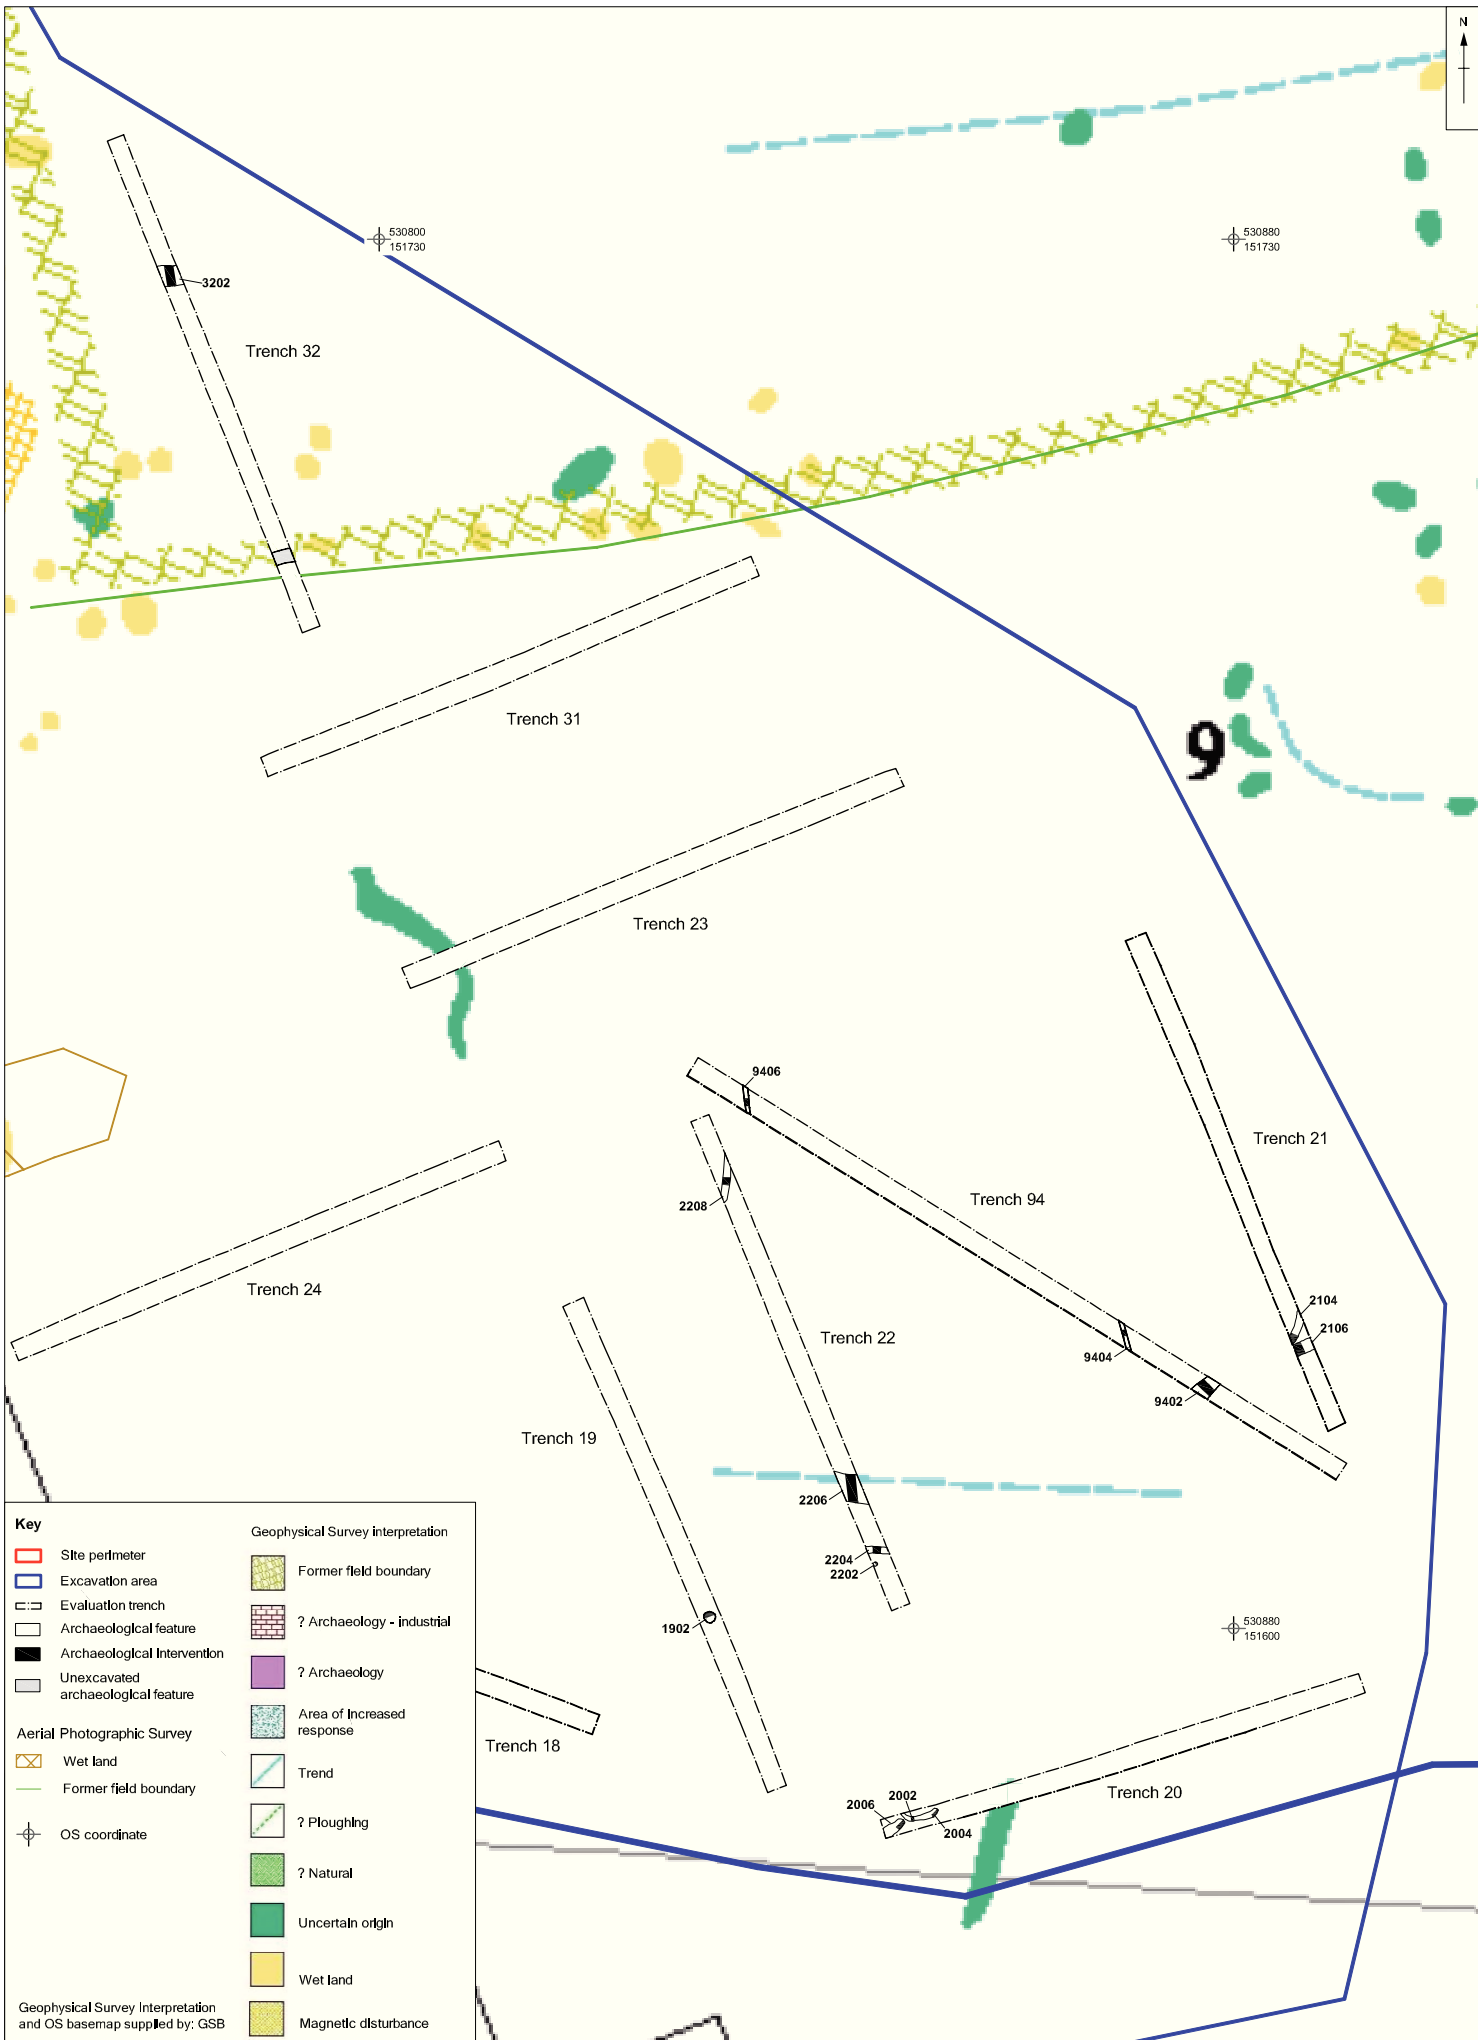 N
530800
151730
530880
151730
3202
Trench 32
Trench 31
9
Trench 23
9406
Trench 21
2208
Trench 94
Trench 24
2104
2106
Trench 22
9404
9402
Trench 19
2206
2204
2202
1902
530880
151600
Trench 18
2002
2006
2004
Trench 20
Key
Site perimeter
Excavation area
Evaluation trench
Archaeological feature
Archaeological Intervention
Unexcavated
archaeological feature
Aerial Photographic Survey
Wet land
Former field boundary
OS coordinate
Geophysical Survey Interpretation
and OS basemap supplied by: GSB
Geophysical Survey interpretation
Former field boundary
? Archaeology - industrial
? Archaeology
Area of Increased
response
Trend
? Ploughing
? Natural
Uncertain origin
Wet land
Magnetic disturbance